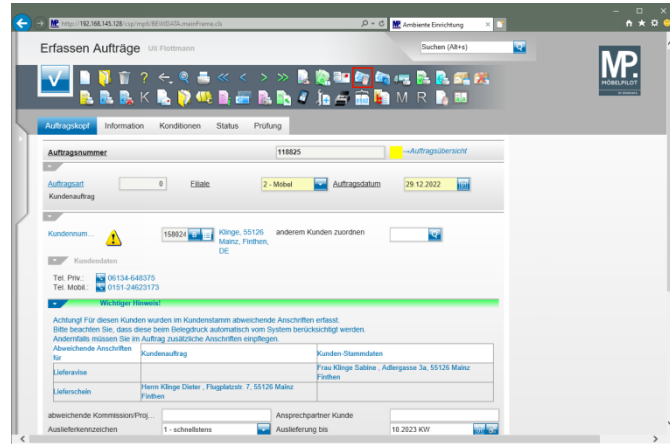 http://192.168.145.128/csp/mp6/BEWIDATA.mainFrame.cls
Ambiente Einrichtung
Erfassen Aufträge Uli Flottmann
Suchen (Alt+s)
MP.
MÖBELPILOT
K
M R
Auftragskopf Information Konditionen Status Prüfung
Auftragsnummer 118825 →Auftragsübersicht
Auftragsart 0 Filiale 2 - Möbel Auftragsdatum 29.12.2022
Kundenauftrag
Kundennum... 158024 Klinge, 55126 anderem Kunden zuordnen
Mainz, Finthen,
DE
Kundendaten
Tel. Priv.: 06134-648375
Tel. Mobil.: 0151-24623173
Wichtiger Hinweis!
Achtung! Für diesen Kunden wurden im Kundenstamm abweichende Anschriften erfasst.
Bitte beachten Sie, dass diese beim Belegdruck automatisch vom System berücksichtigt werden.
Andernfalls müssen Sie im Auftrag zusätzliche Anschriften einpflegen.
Abweichende Anschriften für Kundenauftrag Kunden-Stammdaten
Lieferavise Frau Klinge Sabine , Adlergasse 3a, 55126 Mainz Finthen
Lieferschein Herrn Klinge Dieter , Flugplatzstr. 7, 55126 Mainz Finthen
abweichende Kommission/Proj... Ansprechpartner Kunde
Auslieferkennzeichen 1 - schnellstens Auslieferung bis 10.2023 KW